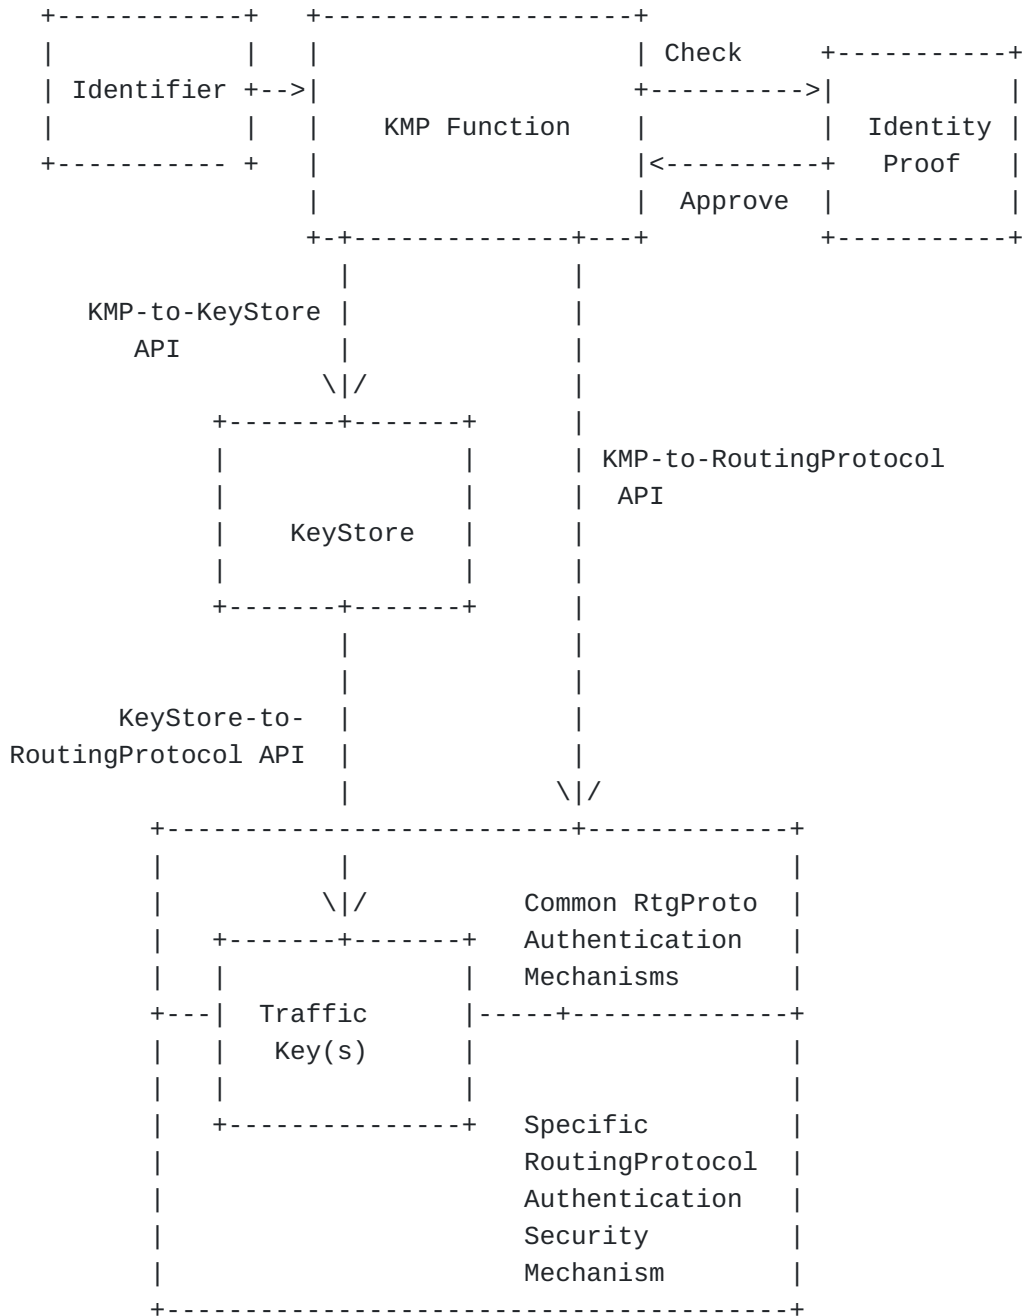 Check
Identifier
KMP Function
Identity
Proof
Approve
KMP-to-KeyStore
API
KMP-to-RoutingProtocol
API
KeyStore
KeyStore-to-
RoutingProtocol API
Common RtgProto
Authentication
Mechanisms
Traffic
Key(s)
Specific
RoutingProtocol
Authentication
Security
Mechanism